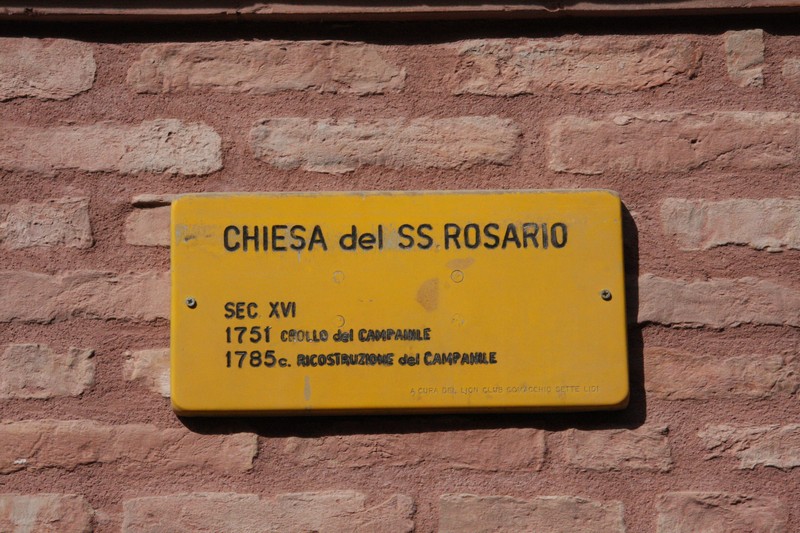 CHIESA del SS. ROSARIO
SEC XVI
1751 CROLLO del CAMPANILE
1785c. RICOSTRUZIONE del CAMPANILE
A CURA DEL LION CLUB